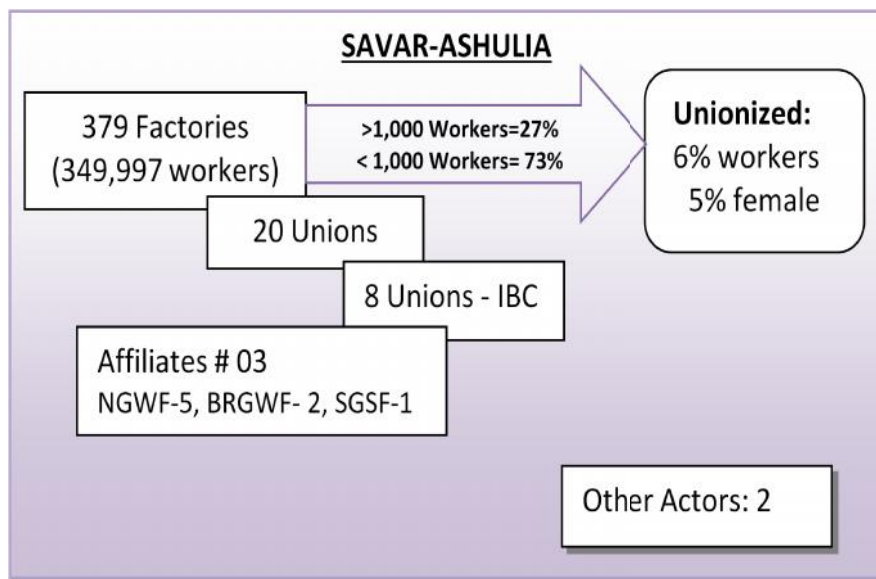 SAVAR-ASHULIA
379 Factories
(349,997 workers)
>1,000 Workers=27%
< 1,000 Workers= 73%
Unionized:
6% workers
5% female
20 Unions
8 Unions - IBC
Affiliates # 03
NGWF-5, BRGWF- 2, SGSF-1
Other Actors: 2